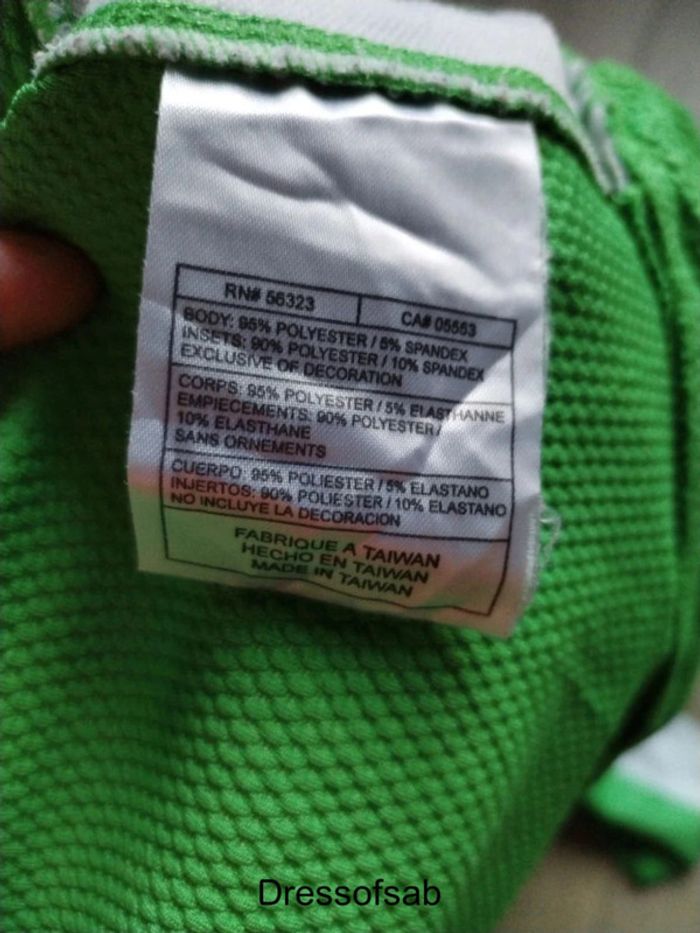 RN# 56323 CA# 05553
BODY: 95% POLYESTER / 5% SPANDEX
INSETS: 90% POLYESTER / 10% SPANDEX
EXCLUSIVE OF DECORATION
CORPS: 95% POLYESTER / 5% ELASTHANNE
EMPIECEMENTS: 90% POLYESTER /
10% ELASTHANE
SANS ORNEMENTS
CUERPO: 95% POLIESTER / 5% ELASTANO
INJERTOS: 90% POLIESTER / 10% ELASTANO
NO INCLUYE LA DECORACION
FABRIQUE A TAIWAN
HECHO EN TAIWAN
MADE IN TAIWAN
Dressofsab